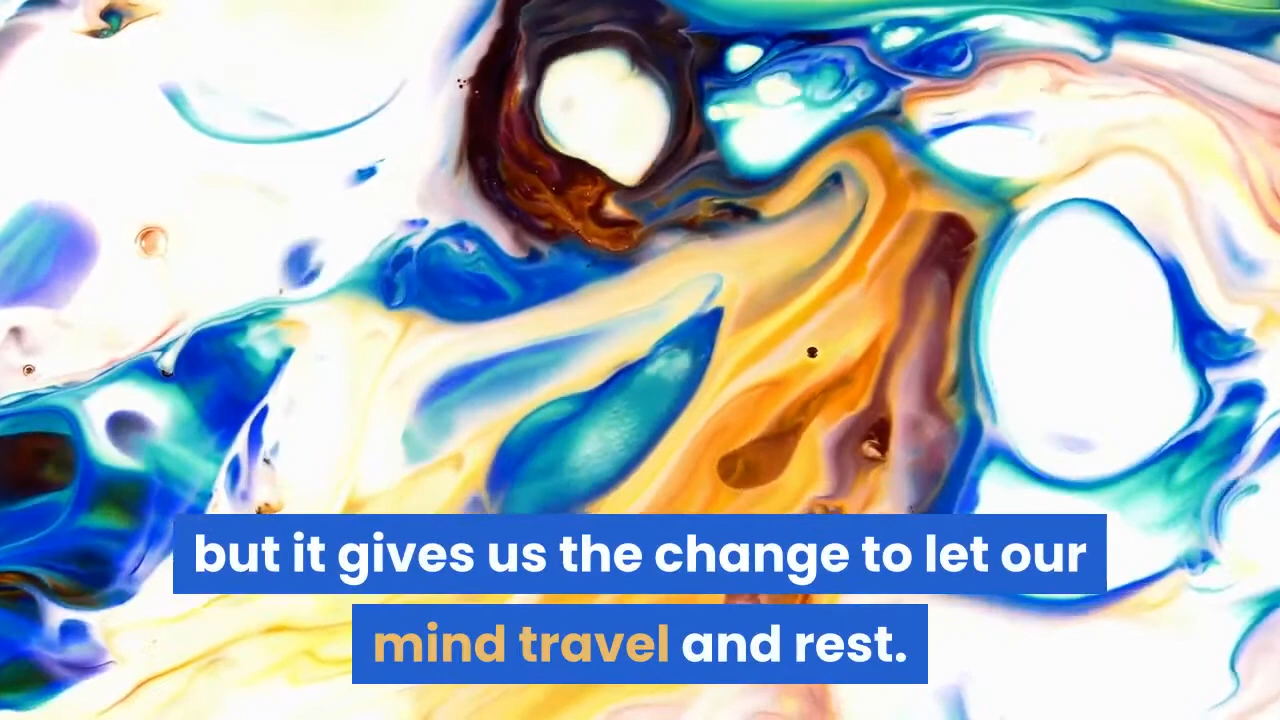 but it gives us the change to let our
mind travel and rest.